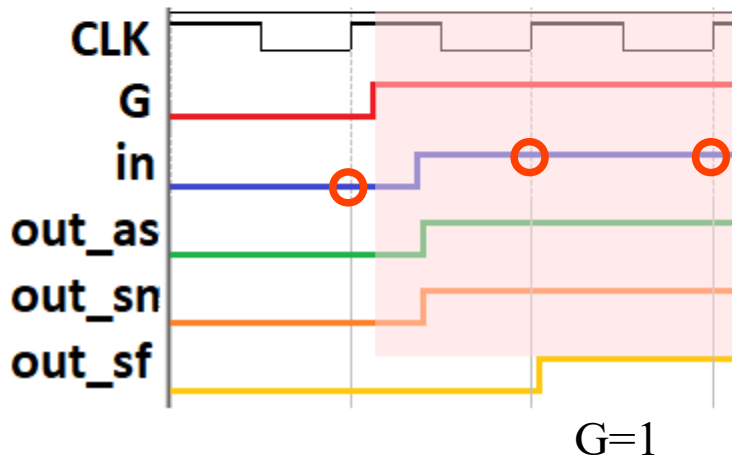 CLK
G
in
out_as
out_sn
out_sf
G=1